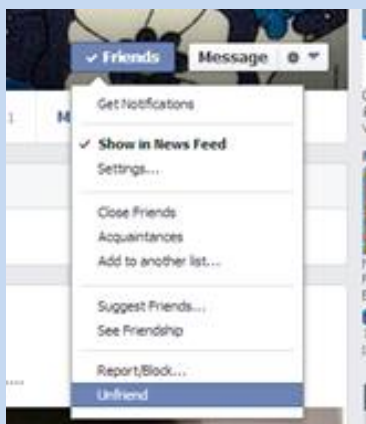 ✓ Friends
Message
M
Get Notifications
✓ Show in News Feed
Settings...
Close Friends
Acquaintances
Add to another list...
Suggest Friends...
See Friendship
Report/Block...
Unfriend